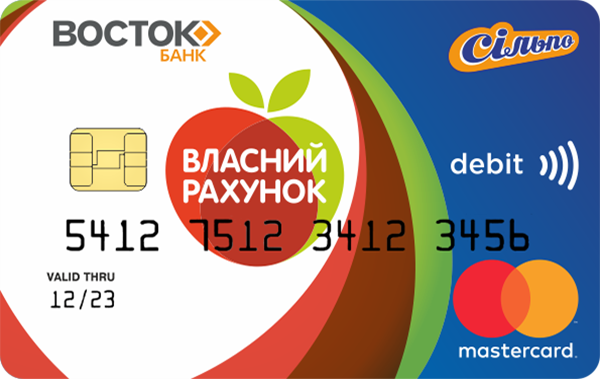 ВОСТОК
БАНК
Сільпо
ВЛАСНИЙ
РАХУНОК
debit
5412 7512 3412 3456
VALID THRU
12/23
mastercard.